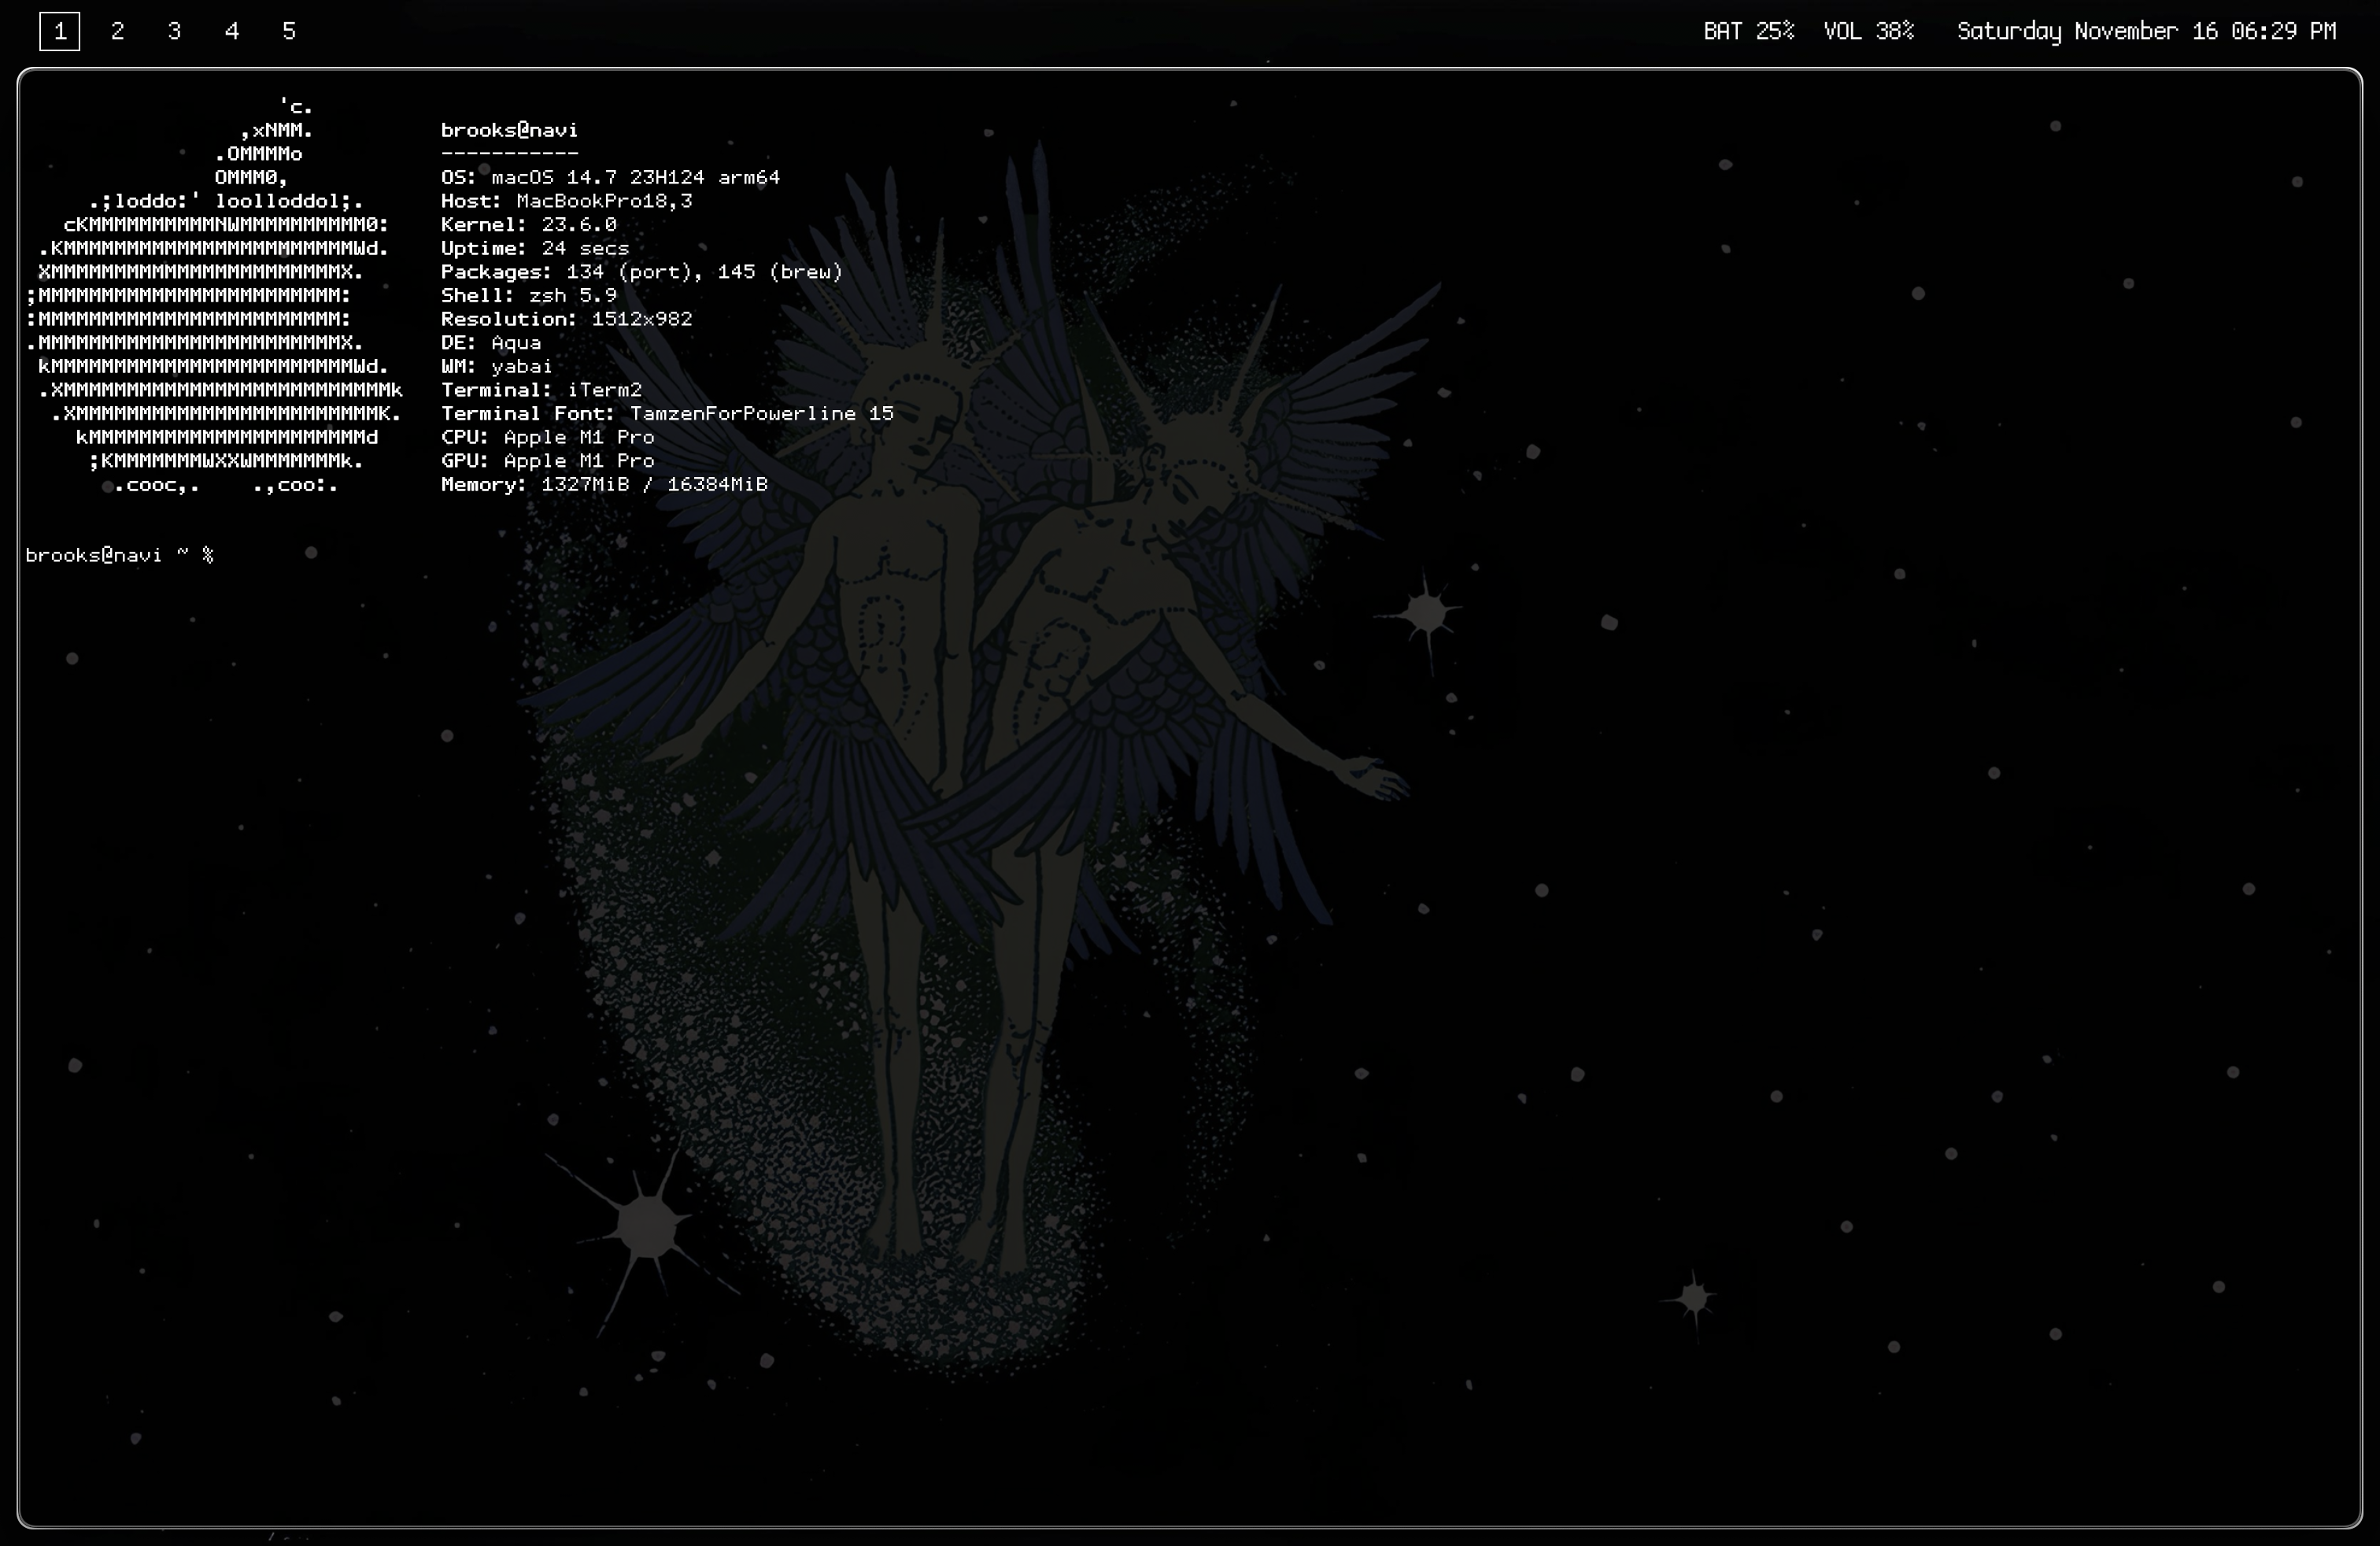 1 2 3 4 5 BAT 25% VOL 38% Saturday November 16 06:29 PM
'c.
,xNMM. brooks@navi
.OMMMMo -----------
OMMM0, OS: macOS 14.7 23H124 arm64
.;loddo:' loolloddol;. Host: MacBookPro18,3
cKMMMMMMMMMMNWMMMMMMMMMM0: Kernel: 23.6.0
.KMMMMMMMMMMMMMMMMMMMMMMMWd. Uptime: 24 secs
XMMMMMMMMMMMMMMMMMMMMMMMX. Packages: 134 (port), 145 (brew)
;MMMMMMMMMMMMMMMMMMMMMMMM: Shell: zsh 5.9
:MMMMMMMMMMMMMMMMMMMMMMMM: Resolution: 1512x982
.MMMMMMMMMMMMMMMMMMMMMMMMX. DE: Aqua
kMMMMMMMMMMMMMMMMMMMMMMMMWd. WM: yabai
.XMMMMMMMMMMMMMMMMMMMMMMMMMMk Terminal: iTerm2
.XMMMMMMMMMMMMMMMMMMMMMMMMK. Terminal Font: TamzenForPowerline 15
kMMMMMMMMMMMMMMMMMMMMMMd CPU: Apple M1 Pro
;KMMMMMMMWXXWMMMMMMMk. GPU: Apple M1 Pro
.cooc,. .,coo:. Memory: 1327MiB / 16384MiB
brooks@navi ~ %